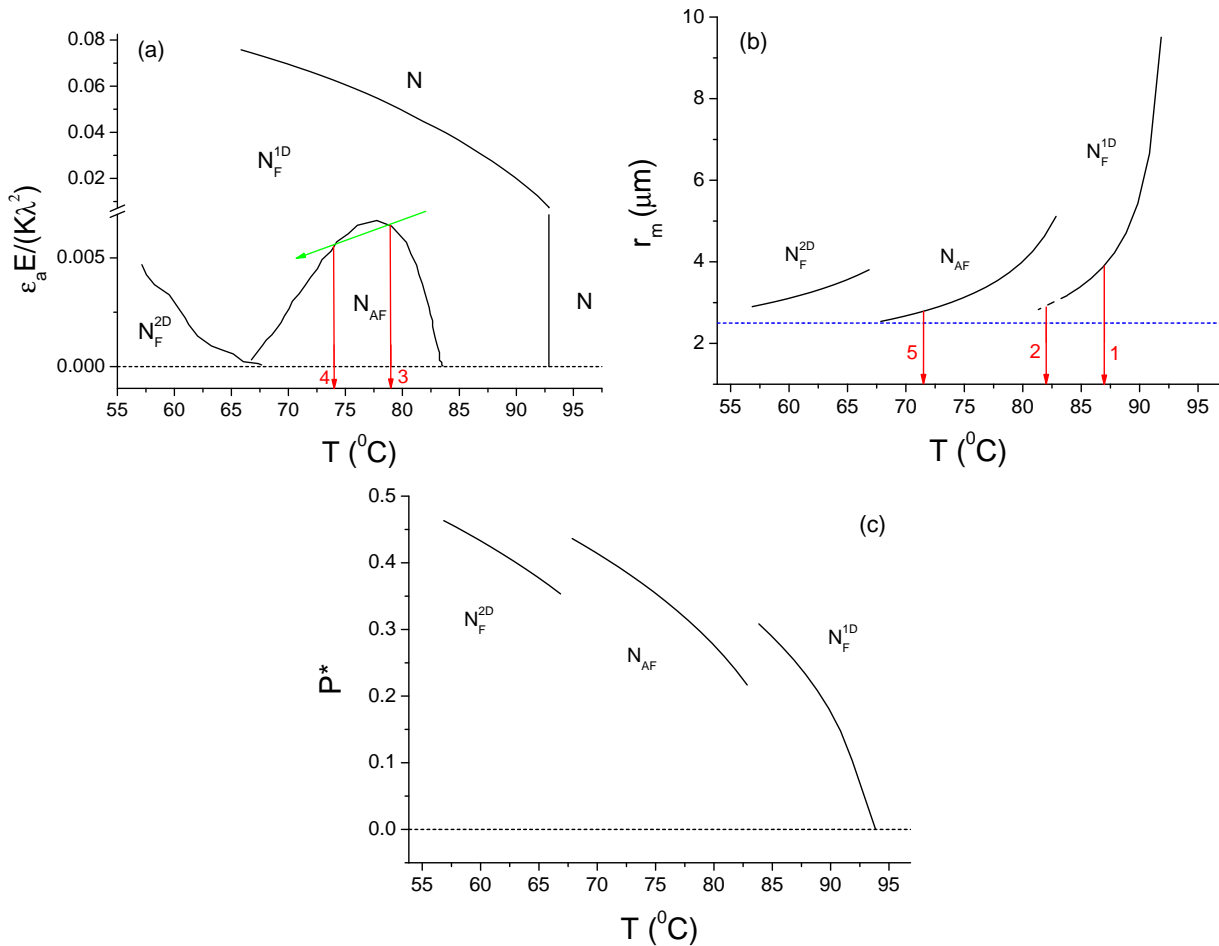 (a)
ε_aE/(Kλ²)
0.08
0.06
0.04
0.02
0.005
0.000
N
N_F^1D
N_F^2D
N_AF
N
4
3
55 60 65 70 75 80 85 90 95
T (⁰C)
(b)
r_m (μm)
10
8
6
4
2
N_F^2D
N_AF
N_F^1D
5
2
1
55 60 65 70 75 80 85 90 95
T (⁰C)
(c)
P*
0.5
0.4
0.3
0.2
0.1
0.0
N_F^2D
N_AF
N_F^1D
55 60 65 70 75 80 85 90 95
T (⁰C)